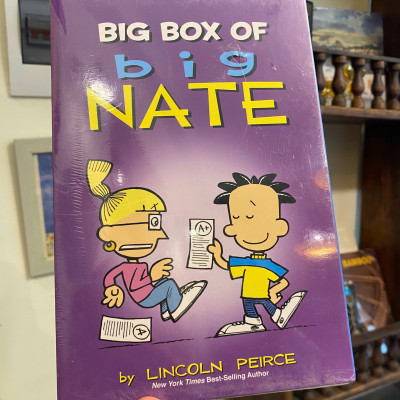 BIG BOX OF
big
NATE
A+
A
by LINCOLN PEIRCE
New York Times Best-Selling Author